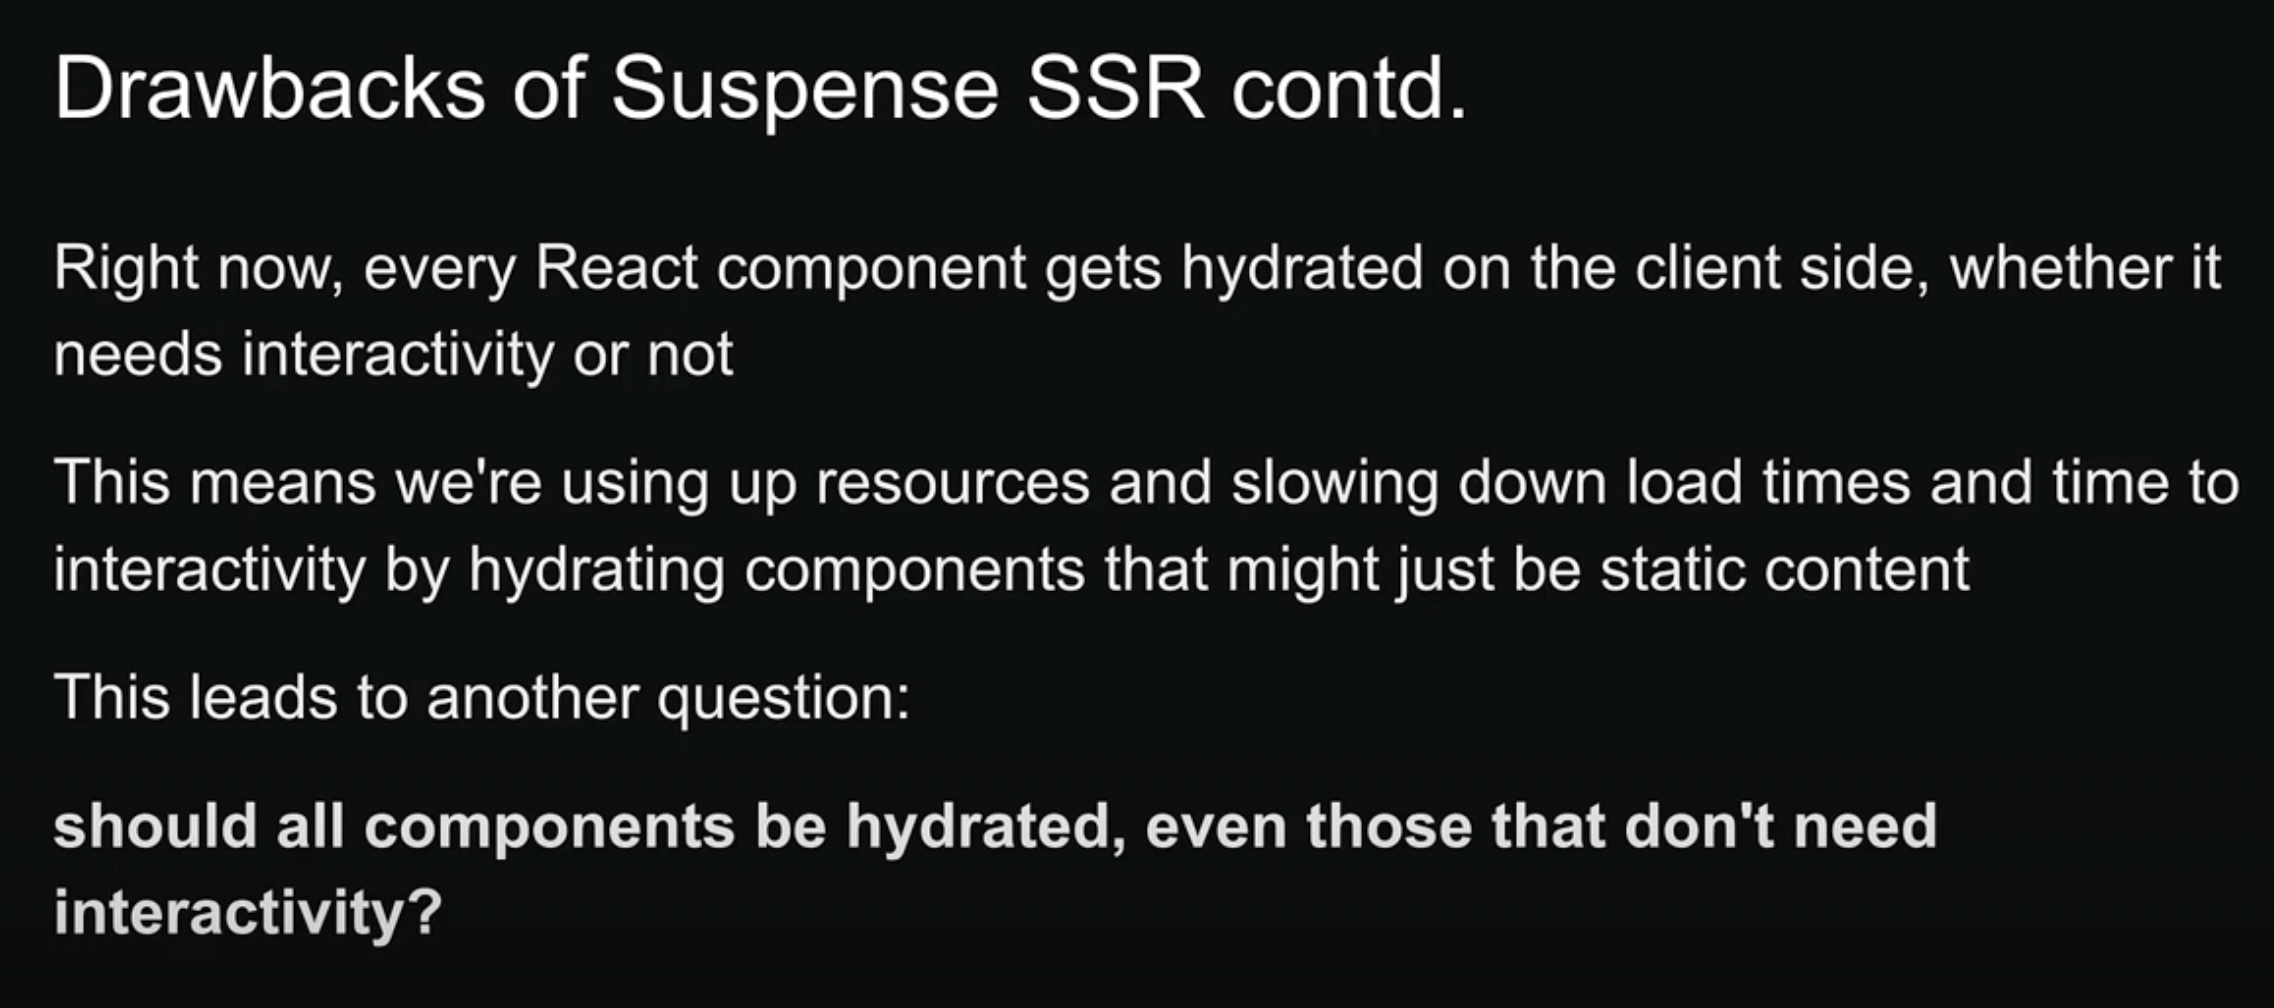 Drawbacks of Suspense SSR contd.
Right now, every React component gets hydrated on the client side, whether it
needs interactivity or not
This means we're using up resources and slowing down load times and time to
interactivity by hydrating components that might just be static content
This leads to another question:
should all components be hydrated, even those that don't need
interactivity?